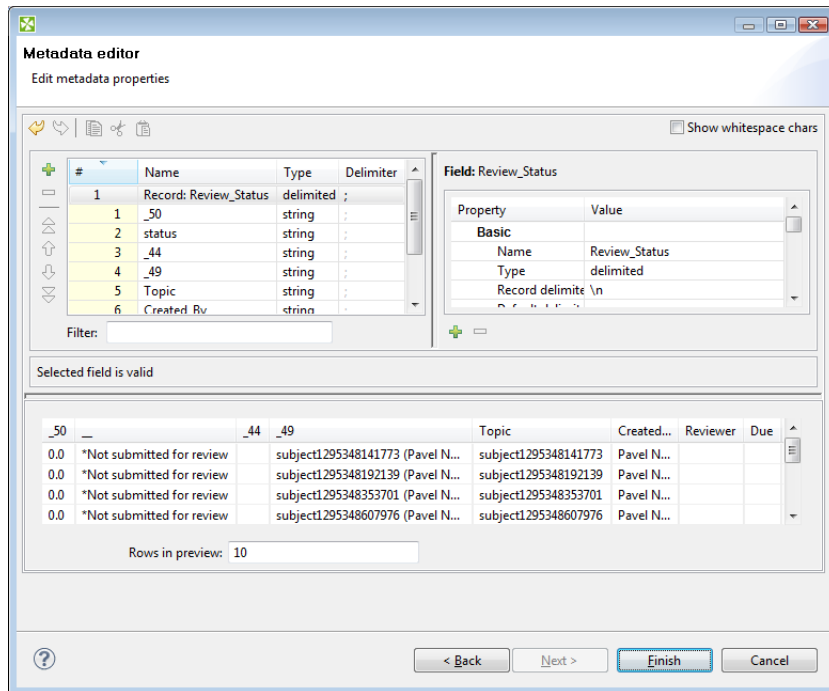 Metadata editor
Edit metadata properties
Show whitespace chars
# Name Type Delimiter
1 Record: Review_Status delimited ;
1 _50 string ;
2 status string ;
3 _44 string ;
4 _49 string ;
5 Topic string ;
6 Created_By string
Filter:
Field: Review_Status
Property Value
Basic
Name Review_Status
Type delimited
Record delimite \n
Selected field is valid
_50 __ _44 _49 Topic Created... Reviewer Due
0.0 *Not submitted for review subject1295348141773 (Pavel N... subject1295348141773 Pavel N...
0.0 *Not submitted for review subject1295348192139 (Pavel N... subject1295348192139 Pavel N...
0.0 *Not submitted for review subject1295348353701 (Pavel N... subject1295348353701 Pavel N...
0.0 *Not submitted for review subject1295348607976 (Pavel N... subject1295348607976 Pavel N...
Rows in preview: 10
? < Back Next > Finish Cancel